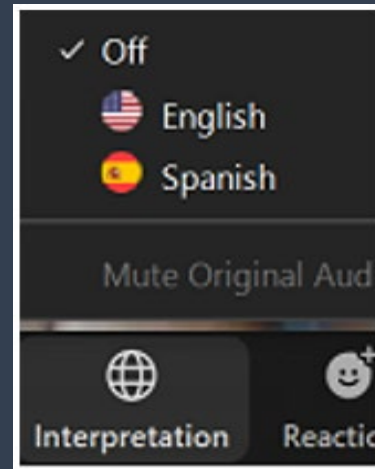 Off
English
Spanish
Mute Original Aud
Interpretation Reactio